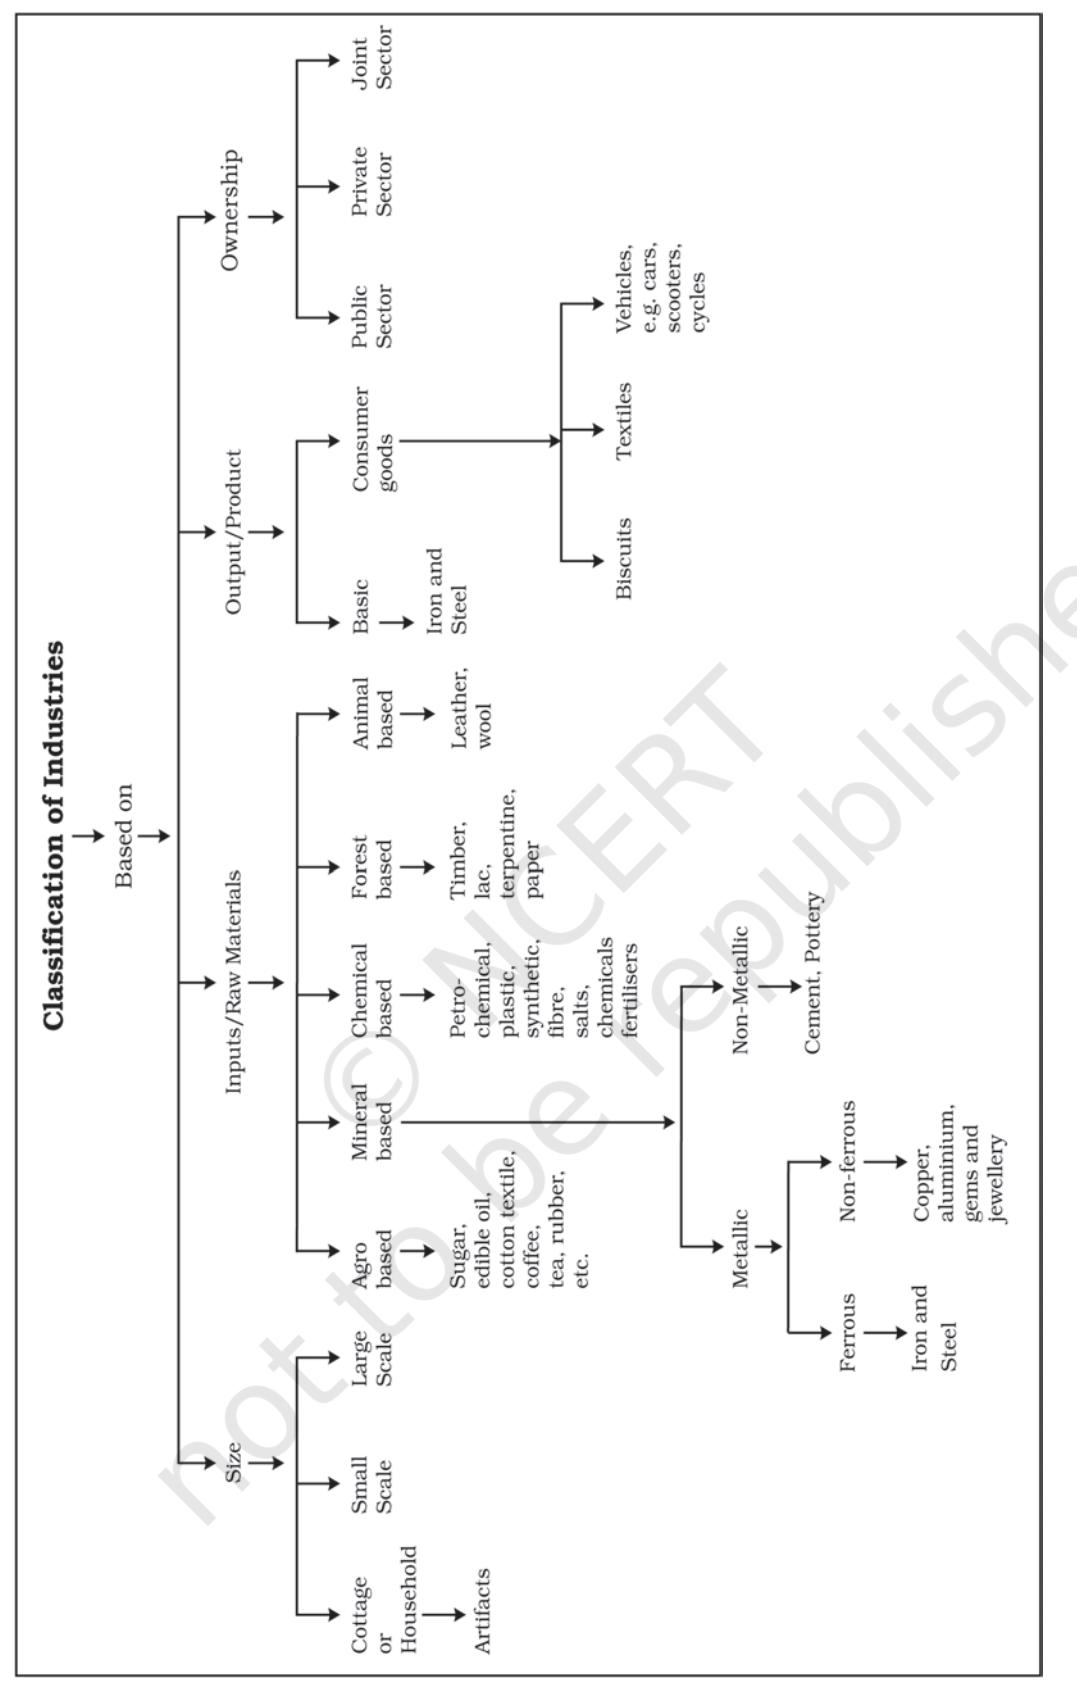 Classification of Industries
Based on
Size
Inputs/Raw Materials
Output/Product
Ownership
Cottage
or
Household
Artifacts
Small
Scale
Large
Scale
Agro
based
Sugar,
edible oil,
cotton textile,
coffee,
tea, rubber,
etc.
Mineral
based
Metallic
Ferrous
Iron and
Steel
Non-ferrous
Copper,
aluminium,
gems and
jewellery
Non-Metallic
Cement, Pottery
Chemical
based
Petro-
chemical,
plastic,
synthetic,
fibre,
salts,
chemicals
fertilisers
Forest
based
Timber,
lac,
terpentine,
paper
Animal
based
Leather,
wool
Basic
Iron and
Steel
Consumer
goods
Biscuits
Textiles
Vehicles,
e.g. cars,
scooters,
cycles
Public
Sector
Private
Sector
Joint
Sector
© NCERT
not to be republishe